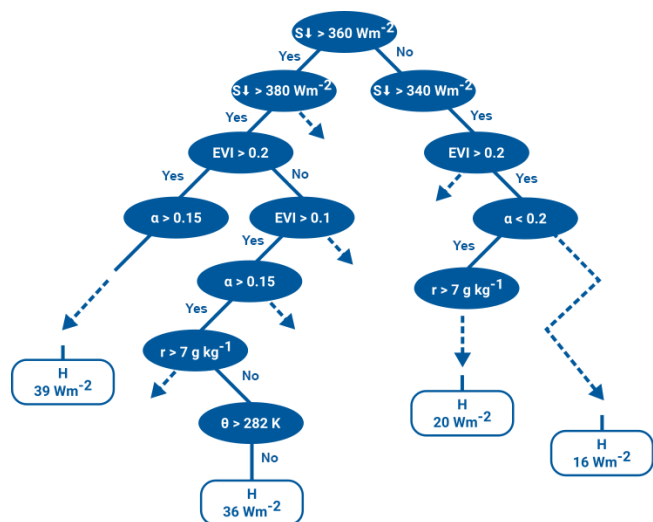 S⬇ > 360 Wm⁻²
Yes
No
S⬇ > 380 Wm⁻²
S⬇ > 340 Wm⁻²
Yes
Yes
EVI > 0.2
EVI > 0.2
Yes
No
Yes
α > 0.15
EVI > 0.1
α < 0.2
Yes
Yes
α > 0.15
r > 7 g kg⁻¹
Yes
r > 7 g kg⁻¹
H
39 Wm⁻²
No
H
20 Wm⁻²
θ > 282 K
H
16 Wm⁻²
No
H
36 Wm⁻²